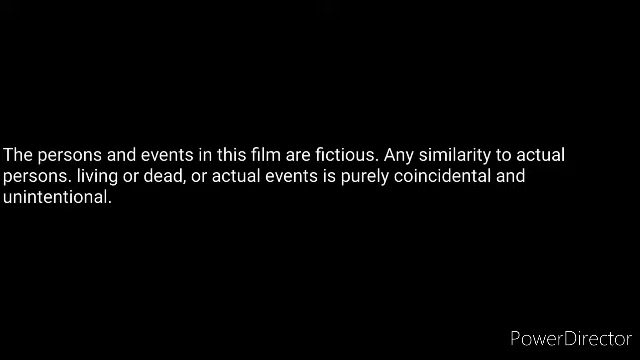 The persons and events in this film are fictious. Any similarity to actual
persons. living or dead, or actual events is purely coincidental and
unintentional.
PowerDirector